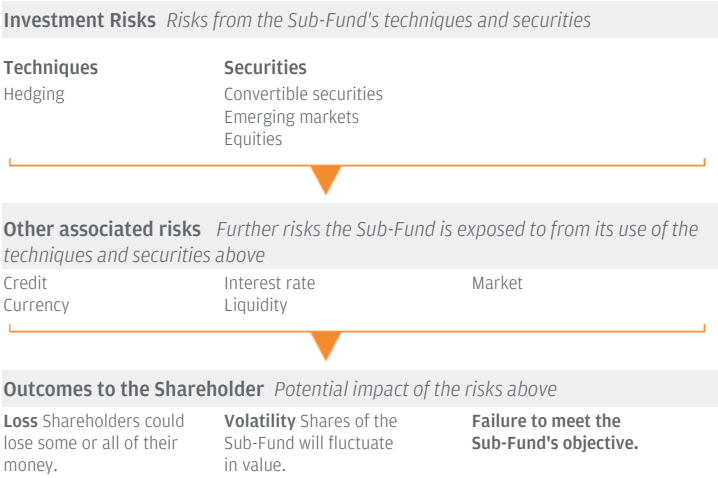 Investment Risks Risks from the Sub-Fund's techniques and securities
Techniques
Hedging
Securities
Convertible securities
Emerging markets
Equities
Other associated risks Further risks the Sub-Fund is exposed to from its use of the
techniques and securities above
Credit
Currency
Interest rate
Liquidity
Market
Outcomes to the Shareholder Potential impact of the risks above
Loss Shareholders could
lose some or all of their
money.
Volatility Shares of the
Sub-Fund will fluctuate
in value.
Failure to meet the
Sub-Fund's objective.